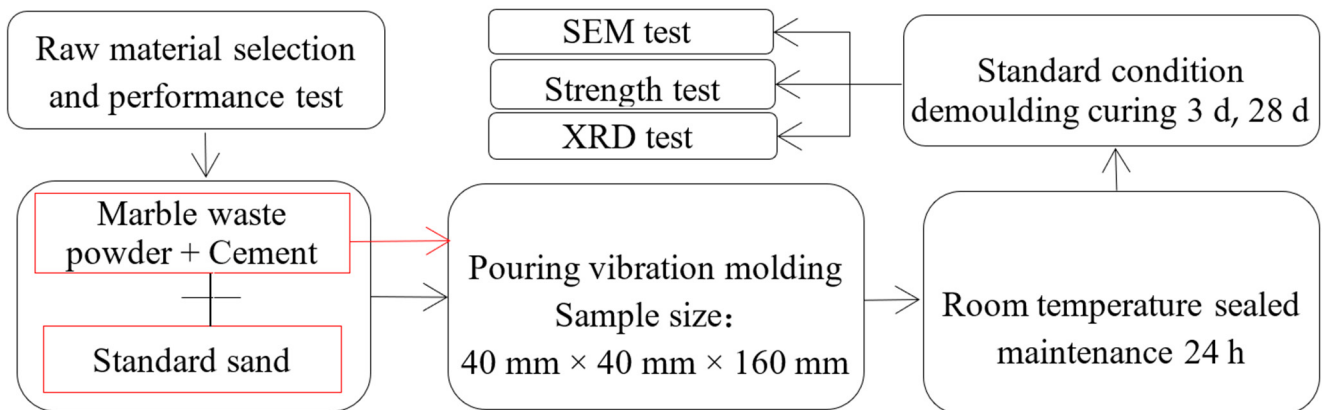 Raw material selection
and performance test
Marble waste
powder + Cement
Standard sand
Pouring vibration molding
Sample size：
40 mm × 40 mm × 160 mm
Room temperature sealed
maintenance 24 h
Standard condition
demoulding curing 3 d, 28 d
SEM test
Strength test
XRD test